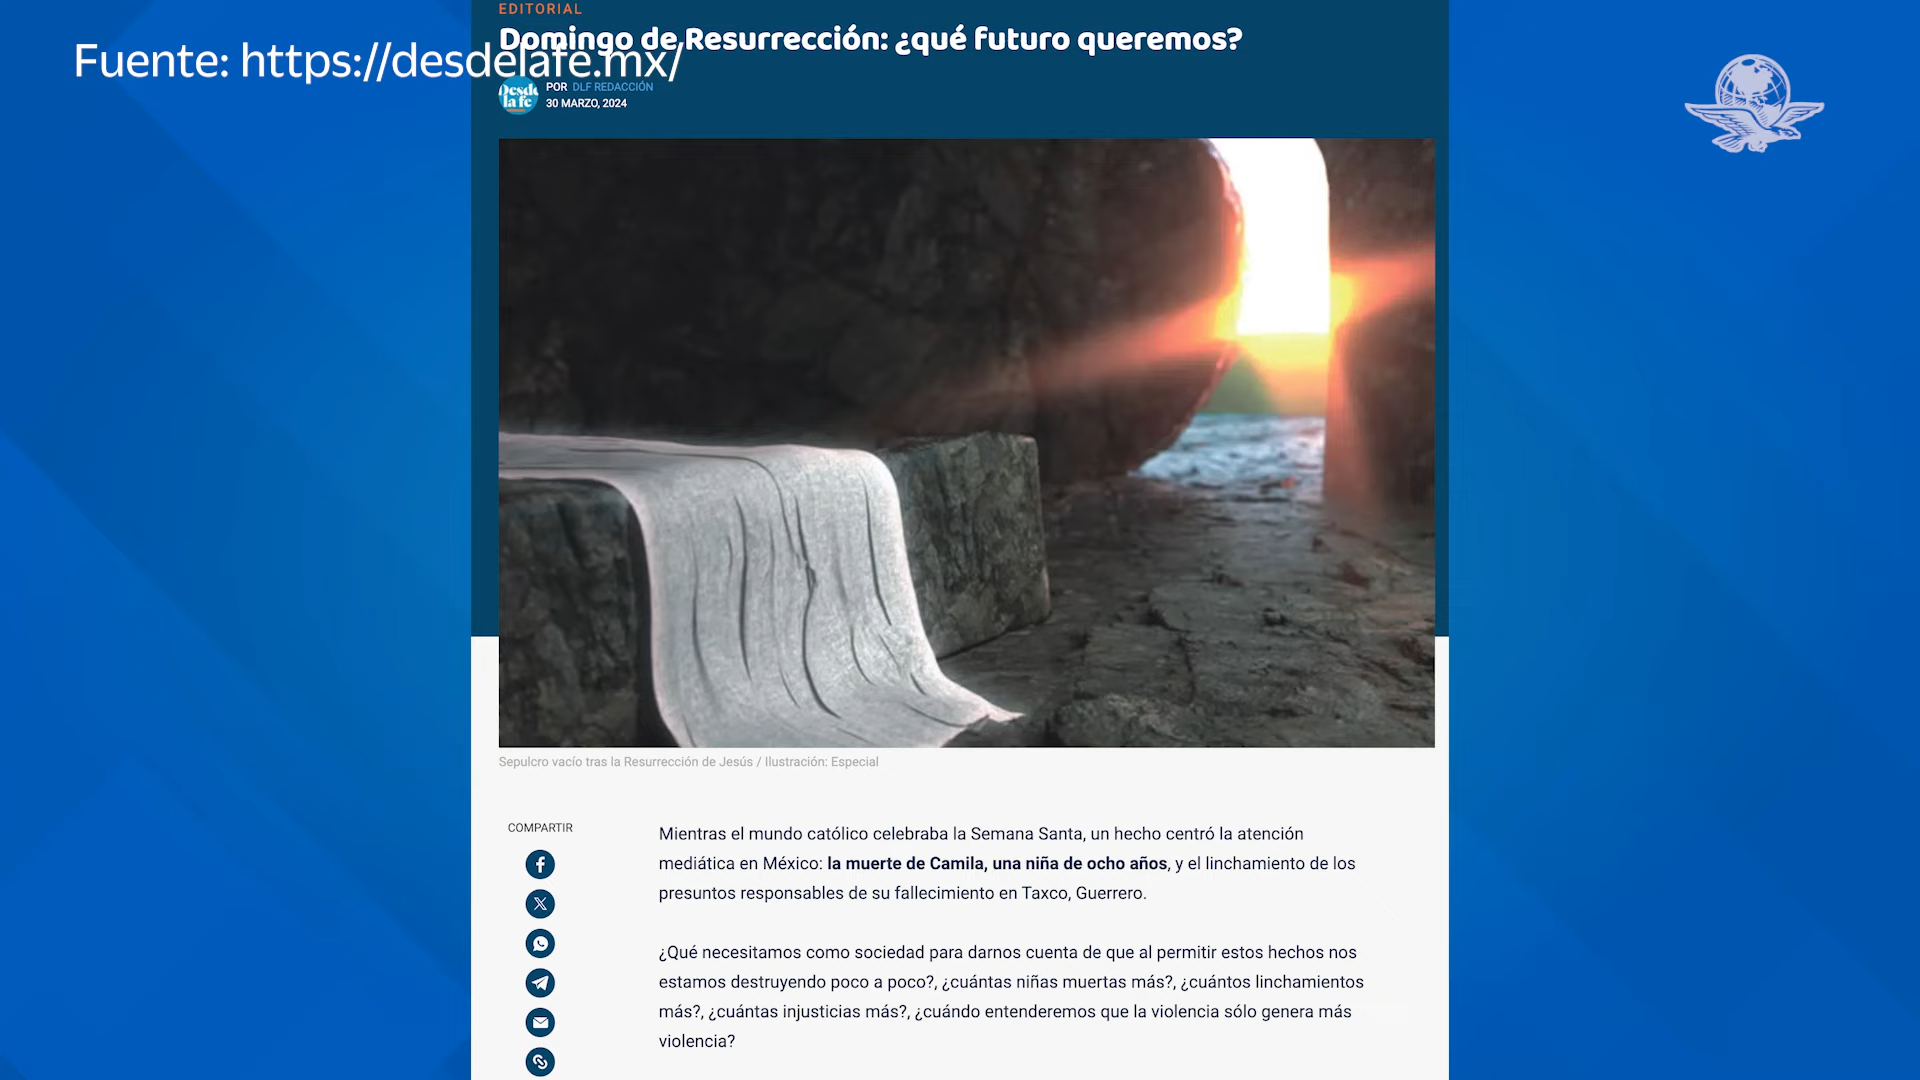 EDITORIAL
Domingo de Resurrección: ¿qué futuro queremos?
Fuente: https://desdelafe.mx/
Desde la fe
POR DLF REDACCIÓN
30 MARZO, 2024
Sepulcro vacío tras la Resurrección de Jesús / Ilustración: Especial
COMPARTIR
Mientras el mundo católico celebraba la Semana Santa, un hecho centró la atención
mediática en México: la muerte de Camila, una niña de ocho años, y el linchamiento de los
presuntos responsables de su fallecimiento en Taxco, Guerrero.
¿Qué necesitamos como sociedad para darnos cuenta de que al permitir estos hechos nos
estamos destruyendo poco a poco?, ¿cuántas niñas muertas más?, ¿cuántos linchamientos
más?, ¿cuántas injusticias más?, ¿cuándo entenderemos que la violencia sólo genera más
violencia?